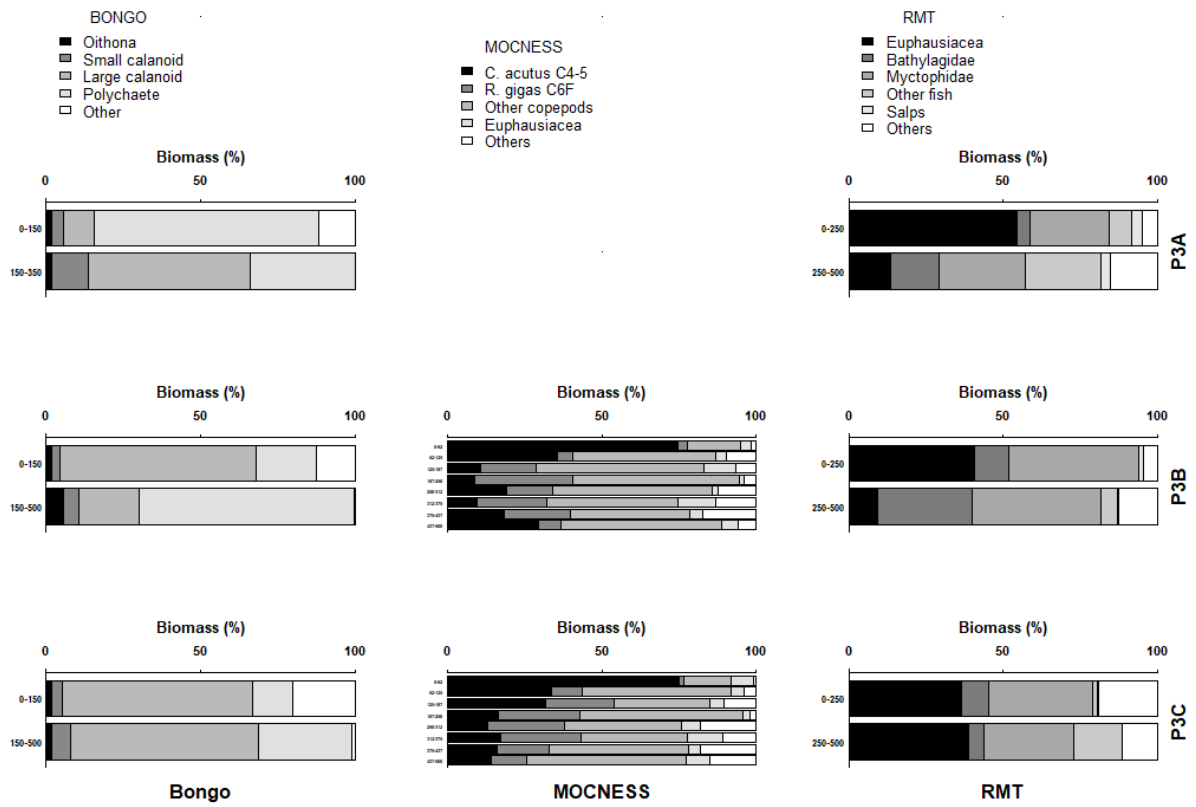 BONGO
Oithona
Small calanoid
Large calanoid
Polychaete
Other
MOCNESS
C. acutus C4-5
R. gigas C6F
Other copepods
Euphausiacea
Others
RMT
Euphausiacea
Bathylagidae
Myctophidae
Other fish
Salps
Others
Biomass (%)
0 50 100
0-150
150-350
Biomass (%)
0 50 100
0-250
250-500
P3A
Biomass (%)
0 50 100
0-150
150-500
Biomass (%)
0 50 100
Biomass (%)
0 50 100
0-250
250-500
P3B
Biomass (%)
0 50 100
0-150
150-500
Biomass (%)
0 50 100
Biomass (%)
0 50 100
0-250
250-500
P3C
Bongo
MOCNESS
RMT